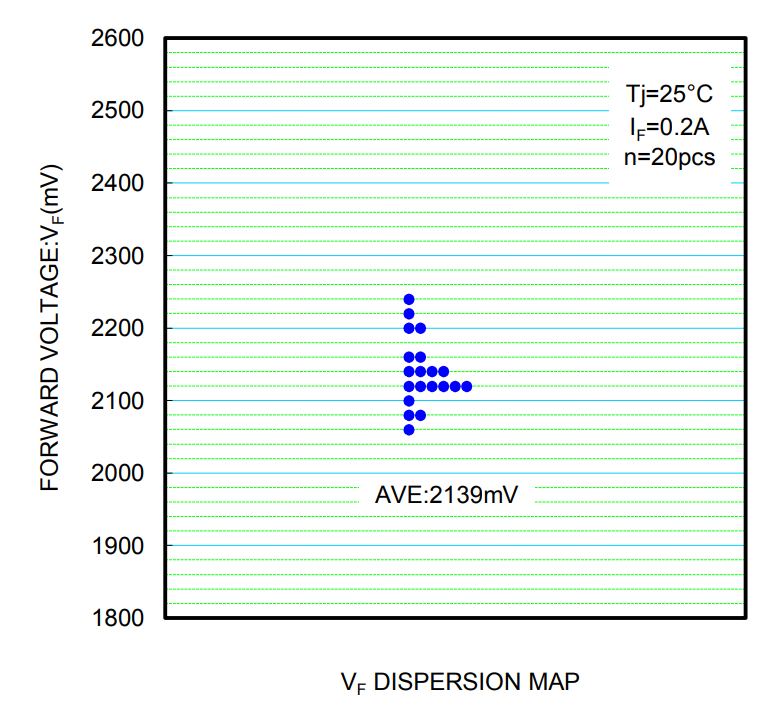 2600
2500
2400
2300
2200
2100
2000
1900
1800
FORWARD VOLTAGE:VF(mV)
Tj=25°C
IF=0.2A
n=20pcs
AVE:2139mV
VF DISPERSION MAP